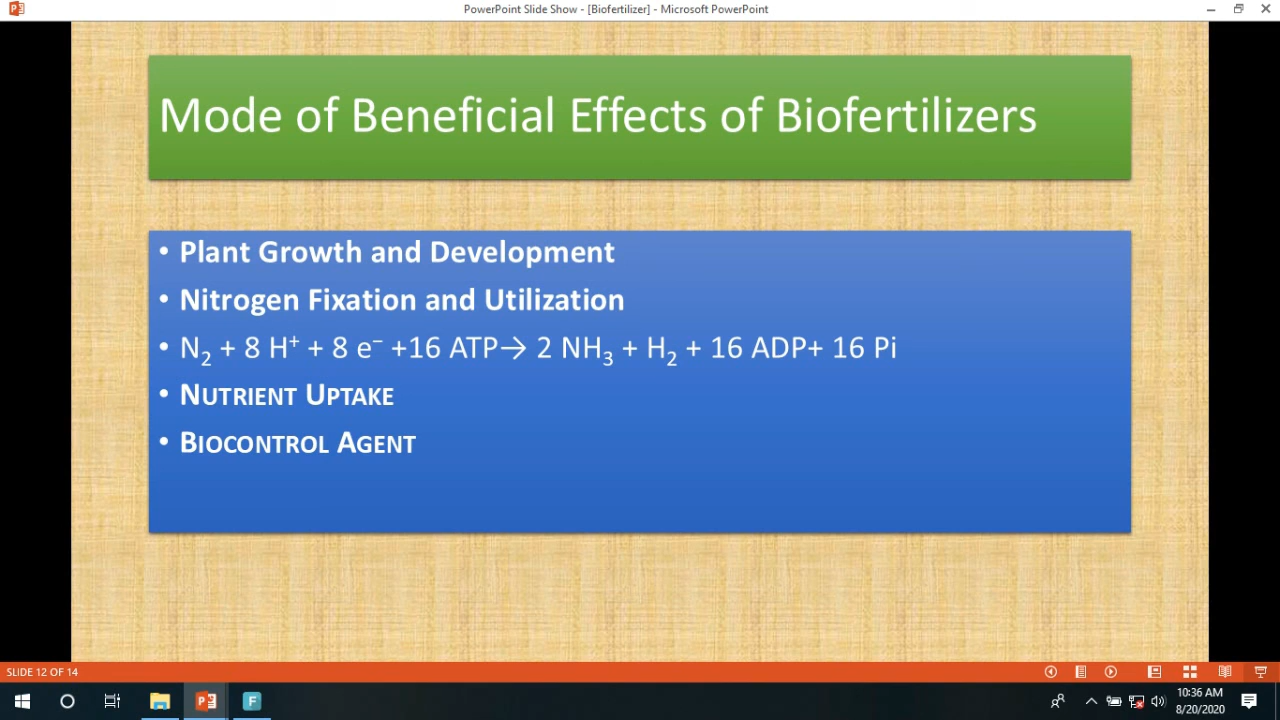 PowerPoint Slide Show - [Biofertilizer] - Microsoft PowerPoint
Mode of Beneficial Effects of Biofertilizers
• Plant Growth and Development
• Nitrogen Fixation and Utilization
• N₂ + 8 H⁺ + 8 e⁻ +16 ATP→ 2 NH₃ + H₂ + 16 ADP+ 16 Pi
• NUTRIENT UPTAKE
• BIOCONTROL AGENT
SLIDE 12 OF 14
10:36 AM
8/20/2020